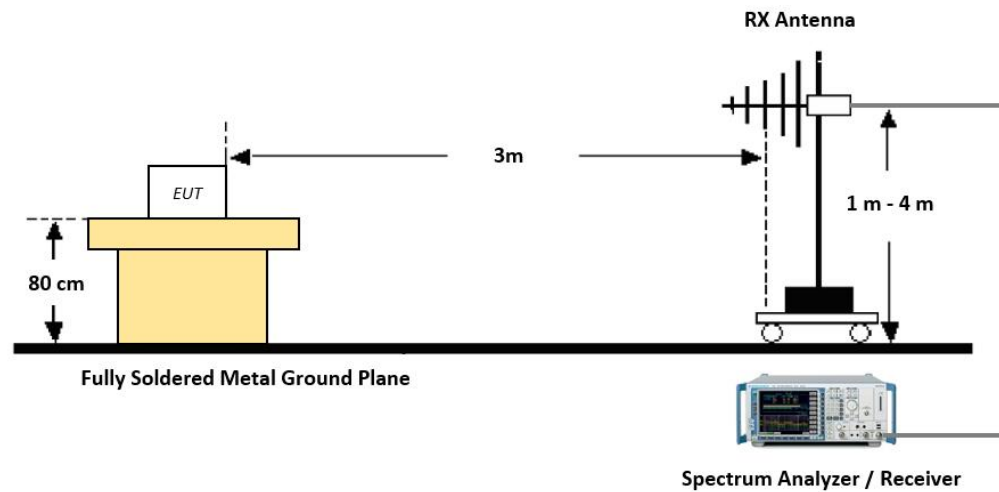 RX Antenna
3m
EUT
1 m - 4 m
80 cm
Fully Soldered Metal Ground Plane
Spectrum Analyzer / Receiver